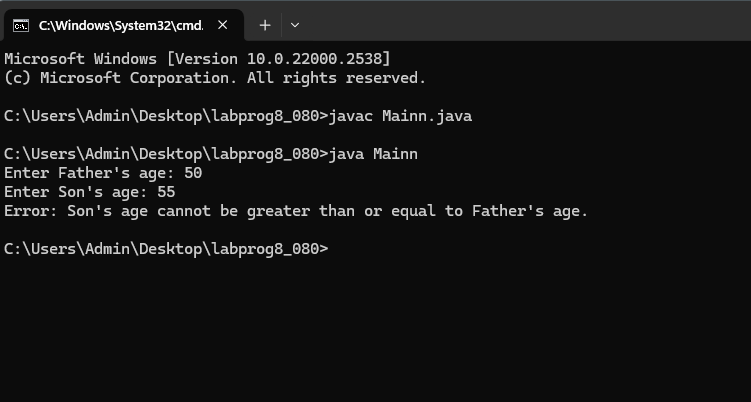 C:\Windows\System32\cmd.
Microsoft Windows [Version 10.0.22000.2538]
(c) Microsoft Corporation. All rights reserved.
C:\Users\Admin\Desktop\labprog8_080>javac Mainn.java
C:\Users\Admin\Desktop\labprog8_080>java Mainn
Enter Father's age: 50
Enter Son's age: 55
Error: Son's age cannot be greater than or equal to Father's age.
C:\Users\Admin\Desktop\labprog8_080>